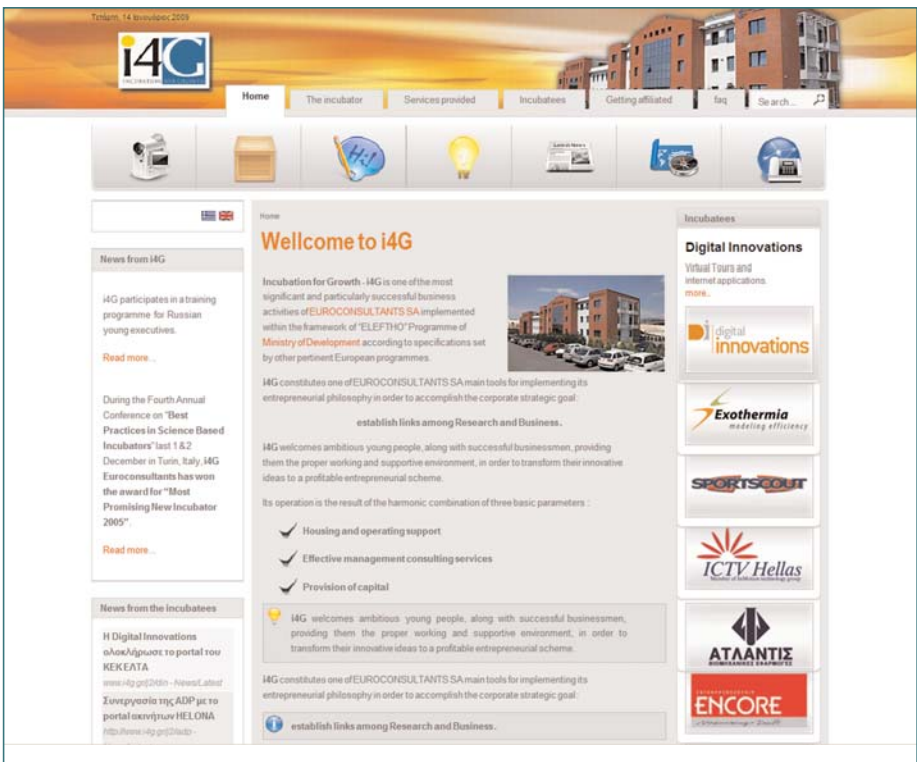 Τετάρτη, 14 Ιανουάριος 2009
i4G
Home
The incubator
Services provided
Incubatees
Getting affiliated
faq
Search...
Hi!
Latest News
News from i4G
i4G participates in a training
programme for Russian
young executives.
Read more...
During the Fourth Annual
Conference on "Best
Practices in Science Based
Incubators" last 1 & 2
December in Turin, Italy, i4G
Euroconsultants has won
the award for "Most
Promising New Incubator
2005".
Read more...
News from the incubatees
Η Digital Innovations
ολοκλήρωσε το portal του
ΚΕΚ ΕΛΤΑ
Συνεργασία της ADP με το
portal ακινήτων HELONA
Home
Wellcome to i4G
Incubation for Growth - i4G is one of the most
significant and particularly successful business
activities of EUROCONSULTANTS SA implemented
within the framework of "ELEFTHO" Programme of
Ministry of Development according to specifications set
by other pertinent European programmes.
i4G constitutes one of EUROCONSULTANTS SA main tools for implementing its
entrepreneurial philosophy in order to accomplish the corporate strategic goal:
establish links among Research and Business.
i4G welcomes ambitious young people, along with successful businessmen, providing
them the proper working and supportive environment, in order to transform their innovative
ideas to a profitable entrepreneurial scheme.
Its operation is the result of the harmonic combination of three basic parameters :
Housing and operating support
Effective management consulting services
Provision of capital
i4G welcomes ambitious young people, along with successful businessmen,
providing them the proper working and supportive environment, in order to
transform their innovative ideas to a profitable entrepreneurial scheme.
i4G constitutes one of EUROCONSULTANTS SA main tools for implementing its
entrepreneurial philosophy in order to accomplish the corporate strategic goal:
establish links among Research and Business.
Incubatees
Digital Innovations
Virtual Tours and
internet applications.
more..
digital
innovations
Exothermia
modeling efficiency
SPORTSCOUT
ICTV Hellas
ΑΤΛΑΝΤΙΣ
ΒΙΟΜΗΧΑΝΙΚΕΣ ΕΦΑΡΜΟΓΕΣ
ENCORE